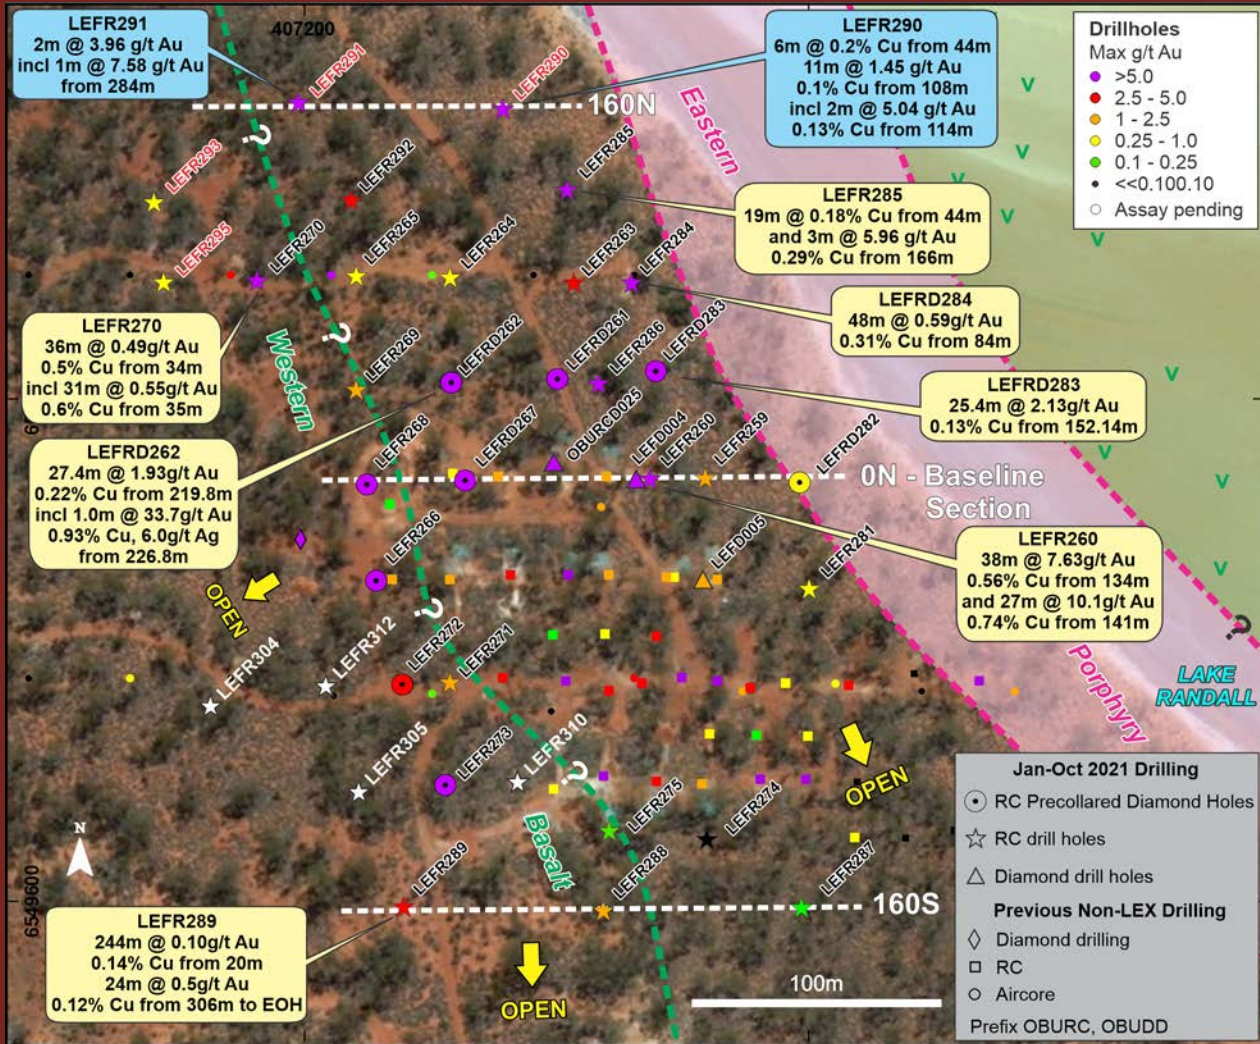 LEFR291
2m @ 3.96 g/t Au
incl 1m @ 7.58 g/t Au
from 284m
407200
LEFR291
LEFR290
LEFR290
6m @ 0.2% Cu from 44m
11m @ 1.45 g/t Au
0.1% Cu from 108m
incl 2m @ 5.04 g/t Au
0.13% Cu from 114m
Drillholes
Max g/t Au
>5.0
2.5 - 5.0
1 - 2.5
0.25 - 1.0
0.1 - 0.25
<<0.100.10
Assay pending
160N
Eastern
?
LEFR293
LEFR292
LEFR285
LEFR285
19m @ 0.18% Cu from 44m
and 3m @ 5.96 g/t Au
0.29% Cu from 166m
LEFR295
LEFR270
LEFR265
LEFR264
LEFR263
LEFR284
LEFRD284
48m @ 0.59g/t Au
0.31% Cu from 84m
LEFR270
36m @ 0.49g/t Au
0.5% Cu from 34m
incl 31m @ 0.55g/t Au
0.6% Cu from 35m
Western
?
LEFR269
LEFRD262
LEFRD261
LEFR286
LEFRD283
LEFRD283
25.4m @ 2.13g/t Au
0.13% Cu from 152.14m
LEFRD262
27.4m @ 1.93g/t Au
0.22% Cu from 219.8m
incl 1.0m @ 33.7g/t Au
0.93% Cu, 6.0g/t Ag
from 226.8m
LEFR268
LEFRD267
OBURCD025
LEFD004
LEFR260
LEFR259
LEFRD282
0N - Baseline
Section
LEFR266
LEFD005
LEFR281
LEFR260
38m @ 7.63g/t Au
0.56% Cu from 134m
and 27m @ 10.1g/t Au
0.74% Cu from 141m
OPEN
?
?
LEFR304
LEFR312
LEFR272
LEFR271
Porphyry
LAKE
RANDALL
LEFR305
LEFR273
LEFR310
?
LEFR275
LEFR274
OPEN
N
Basalt
LEFR289
LEFR288
LEFR287
160S
6549600
LEFR289
244m @ 0.10g/t Au
0.14% Cu from 20m
24m @ 0.5g/t Au
0.12% Cu from 306m to EOH
OPEN
100m
Jan-Oct 2021 Drilling
RC Precollared Diamond Holes
RC drill holes
Diamond drill holes
Previous Non-LEX Drilling
Diamond drilling
RC
Aircore
Prefix OBURC, OBUDD